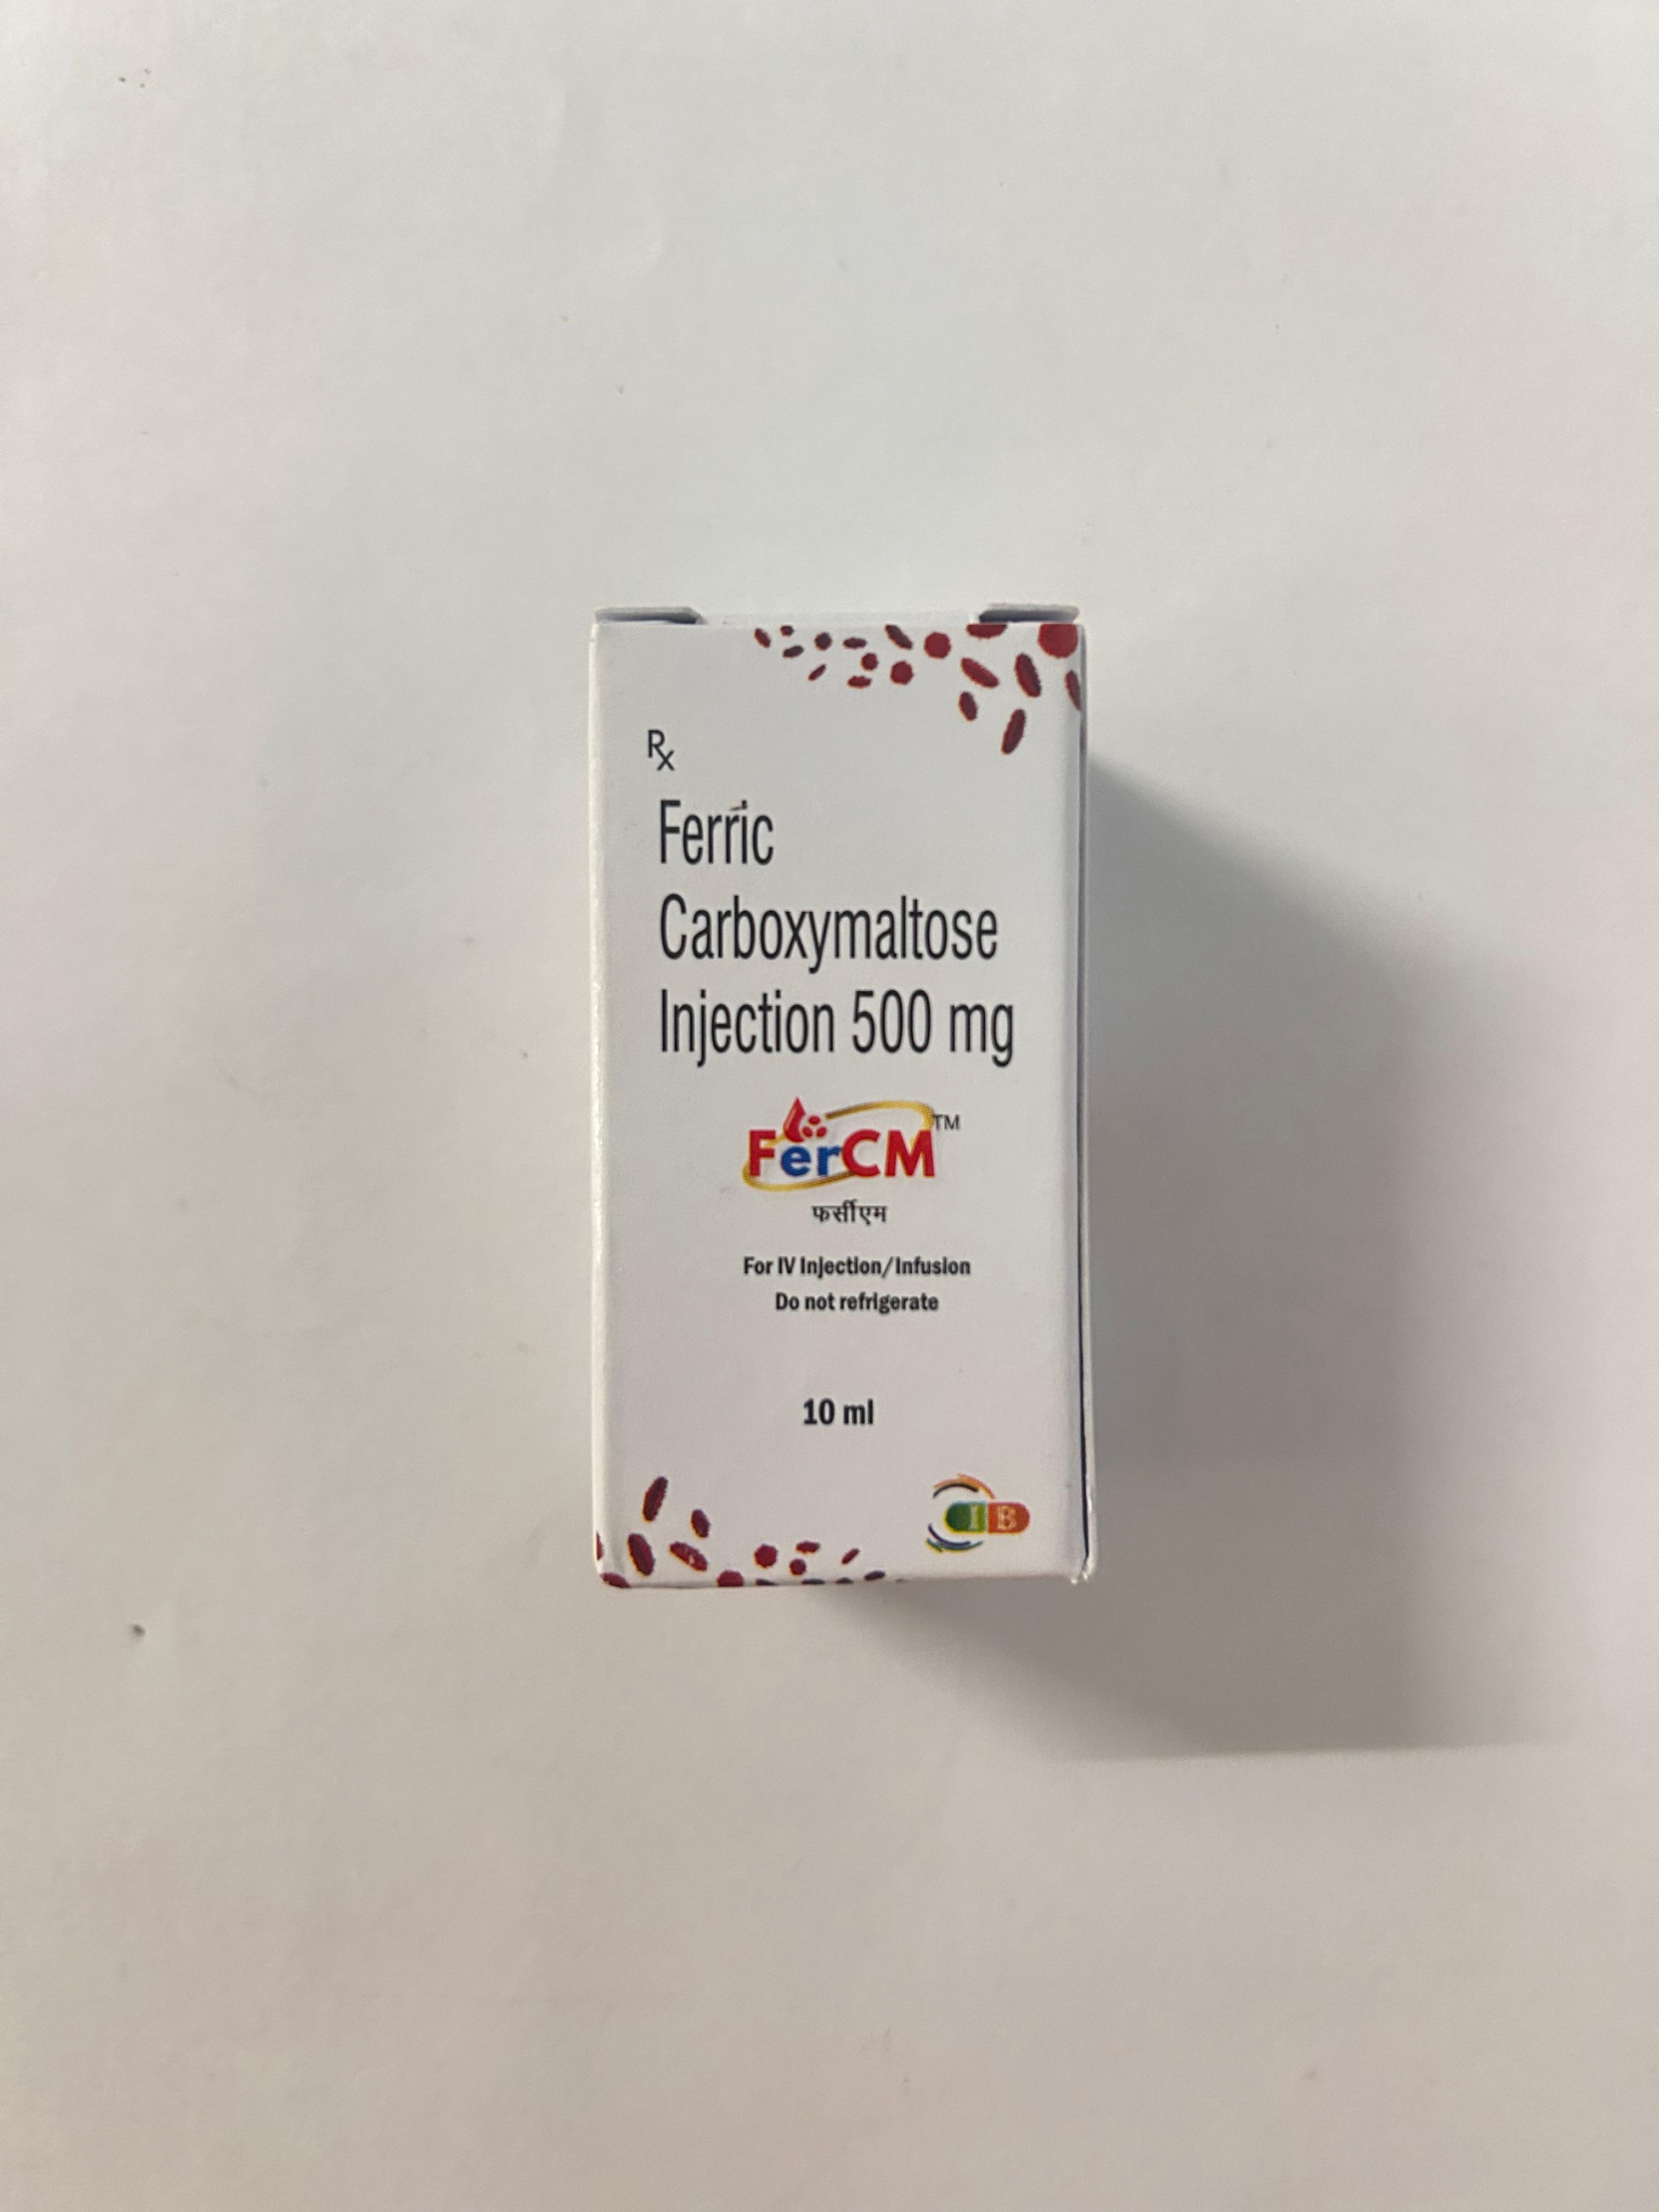 Rx
Ferric
Carboxymaltose
Injection 500 mg
FerCM™
फर्सीएम
For IV Injection/Infusion
Do not refrigerate
10 ml
IB